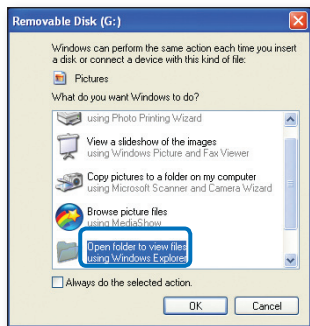 Removable Disk (G:)
Windows can perform the same action each time you insert
a disk or connect a device with this kind of file:
Pictures
What do you want Windows to do?
using Photo Printing Wizard
View a slideshow of the images
using Windows Picture and Fax Viewer
Copy pictures to a folder on my computer
using Microsoft Scanner and Camera Wizard
Browse picture files
using MediaShow
Open folder to view files
using Windows Explorer
Always do the selected action.
OK
Cancel